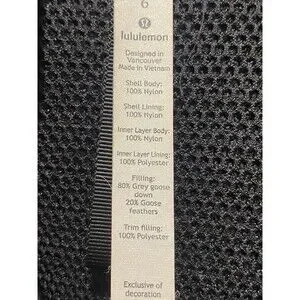 6
lululemon
Designed in
Vancouver
Made in Vietnam
Shell Body:
100% Nylon
Shell Lining:
100% Nylon
Inner Layer Body:
100% Nylon
Inner Layer Lining:
100% Polyester
Filling:
80% Grey goose
down
20% Goose
feathers
Trim filling:
100% Polyester
Exclusive of
decoration